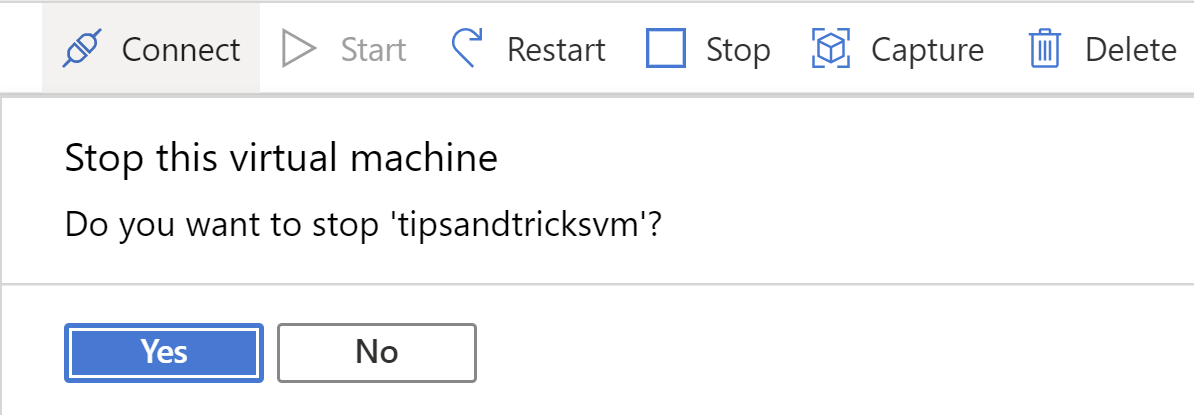 Connect Start Restart Stop Capture Delete
Stop this virtual machine
Do you want to stop 'tipsandtricksvm'?
Yes No